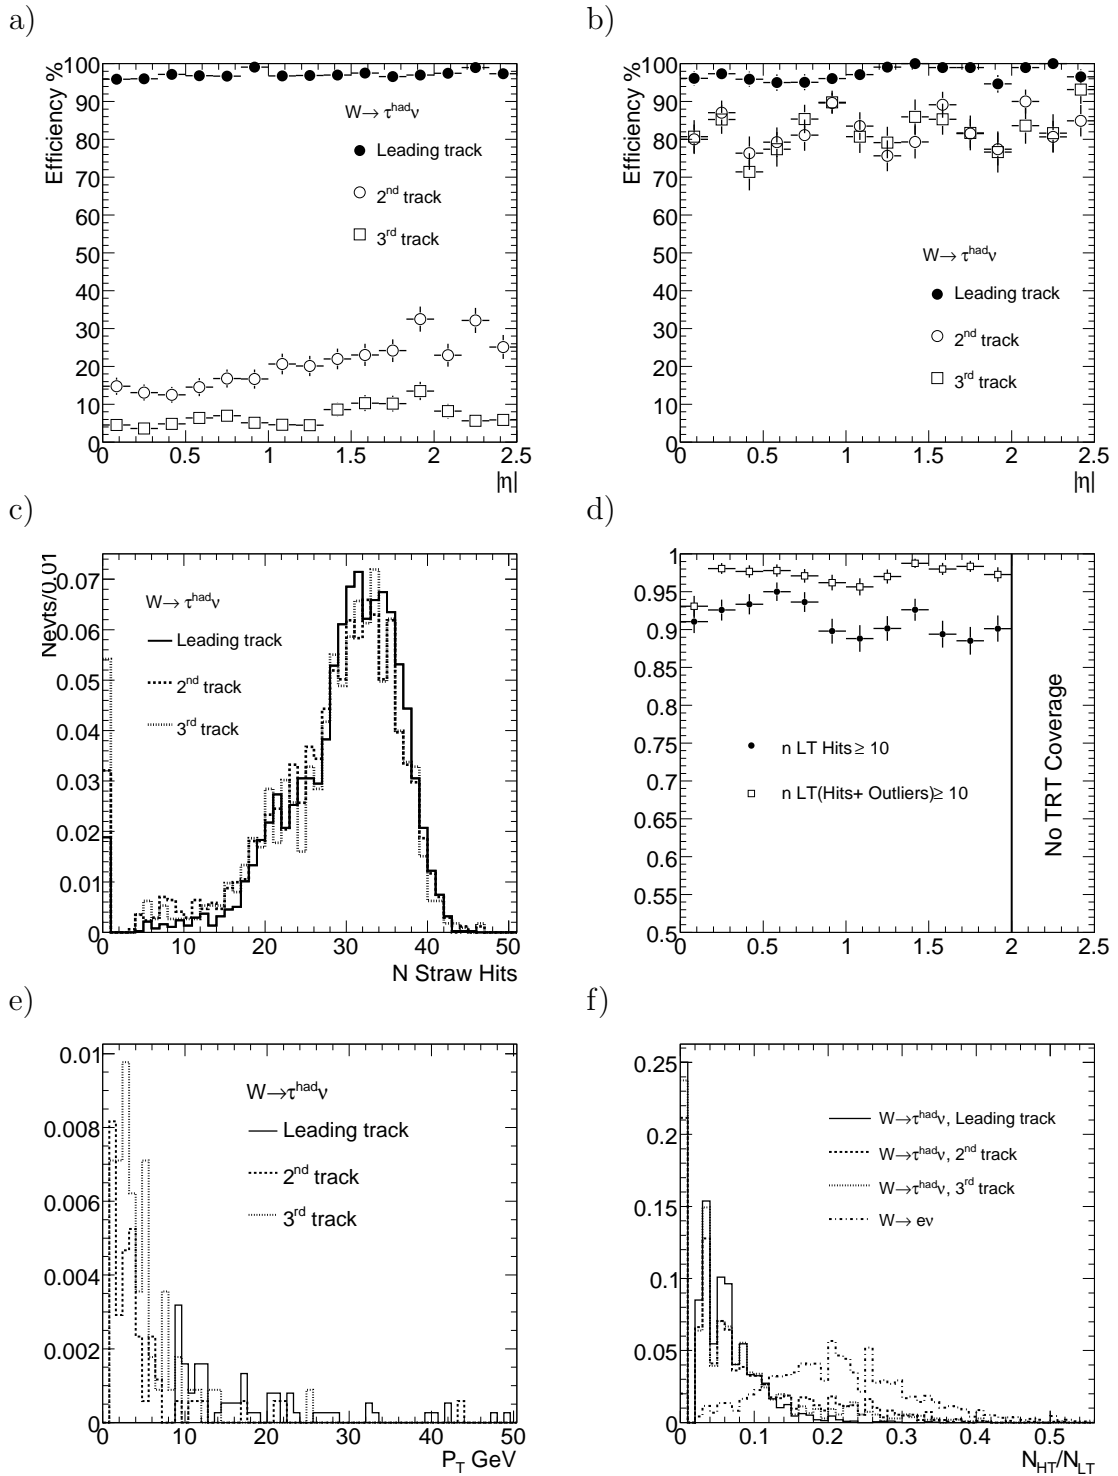 a)
Efficiency %
100
90
80
70
60
50
40
30
20
10
0
W→ τhadν
Leading track
2nd track
3rd track
0 0.5 1 1.5 2 2.5
|η|
b)
Efficiency %
100
90
80
70
60
50
40
30
20
10
0
W→ τhadν
Leading track
2nd track
3rd track
0 0.5 1 1.5 2 2.5
|η|
c)
Nevts/0.01
0.07
0.06
0.05
0.04
0.03
0.02
0.01
0
W→ τhadν
Leading track
2nd track
3rd track
0 10 20 30 40 50
N Straw Hits
d)
1
0.95
0.9
0.85
0.8
0.75
0.7
0.65
0.6
0.55
0.5
n LT Hits ≥ 10
n LT(Hits+ Outliers) ≥ 10
No TRT Coverage
0 0.5 1 1.5 2 2.5
e)
0.01
0.008
0.006
0.004
0.002
0
W→τhadν
Leading track
2nd track
3rd track
0 10 20 30 40 50
PT GeV
f)
0.25
0.2
0.15
0.1
0.05
0
W→τhadν, Leading track
W→τhadν, 2nd track
W→τhadν, 3rd track
W→ eν
0 0.1 0.2 0.3 0.4 0.5
NHT/NLT